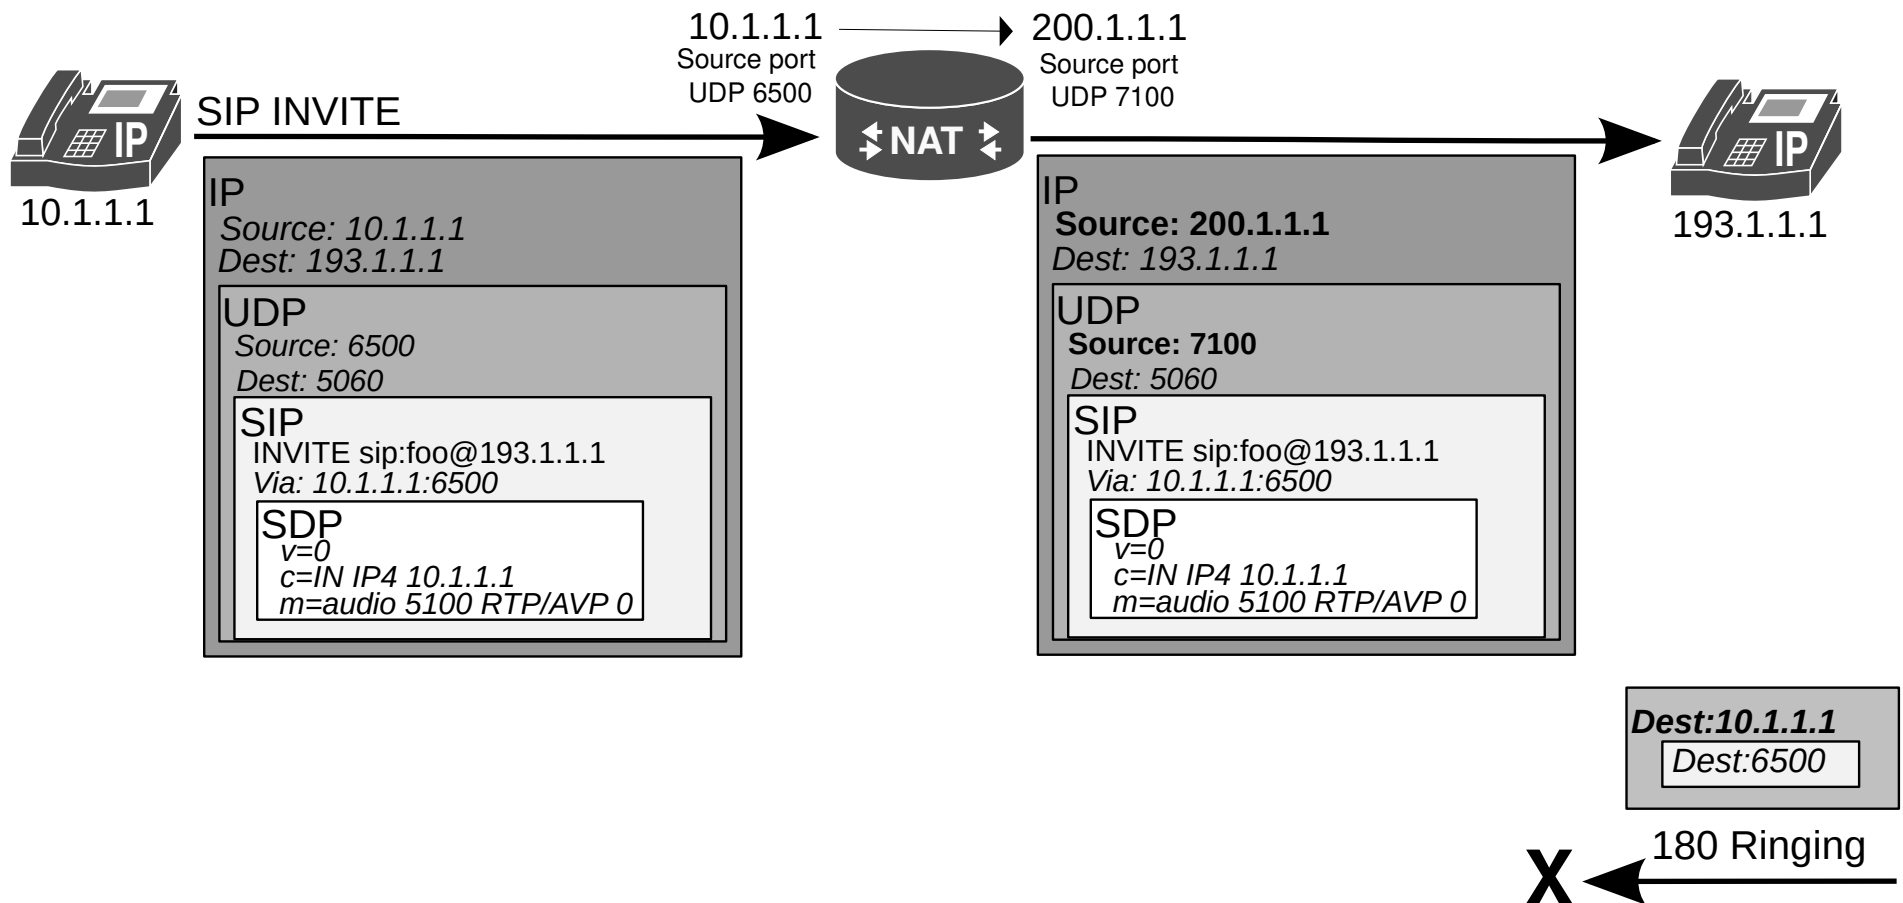 10.1.1.1
Source port
UDP 6500
200.1.1.1
Source port
UDP 7100
IP
10.1.1.1
SIP INVITE
NAT
IP
193.1.1.1
IP
Source: 10.1.1.1
Dest: 193.1.1.1
UDP
Source: 6500
Dest: 5060
SIP
INVITE sip:foo@193.1.1.1
Via: 10.1.1.1:6500
SDP
v=0
c=IN IP4 10.1.1.1
m=audio 5100 RTP/AVP 0
IP
Source: 200.1.1.1
Dest: 193.1.1.1
UDP
Source: 7100
Dest: 5060
SIP
INVITE sip:foo@193.1.1.1
Via: 10.1.1.1:6500
SDP
v=0
c=IN IP4 10.1.1.1
m=audio 5100 RTP/AVP 0
Dest:10.1.1.1
Dest:6500
180 Ringing
X